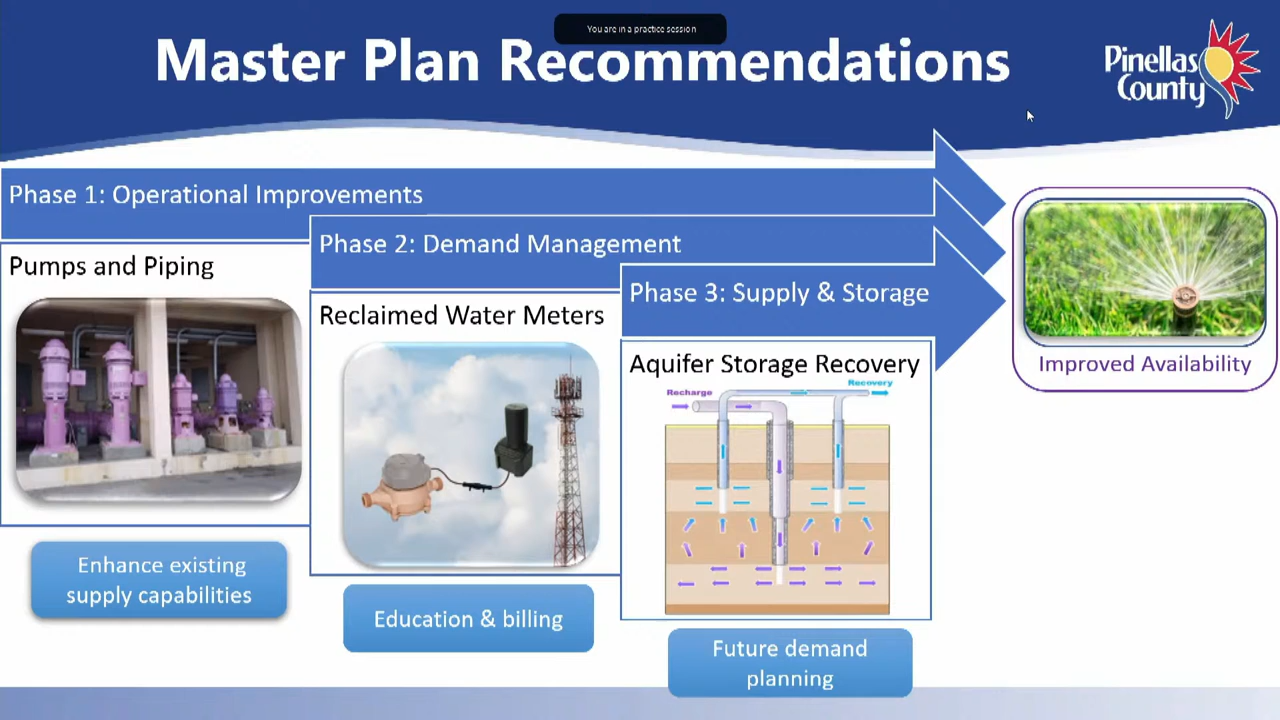 You are in a practice session
Master Plan Recommendations
Pinellas
County
Phase 1: Operational Improvements
Phase 2: Demand Management
Phase 3: Supply & Storage
Pumps and Piping
Reclaimed Water Meters
Aquifer Storage Recovery
Recharge
Recovery
Improved Availability
Enhance existing
supply capabilities
Education & billing
Future demand
planning